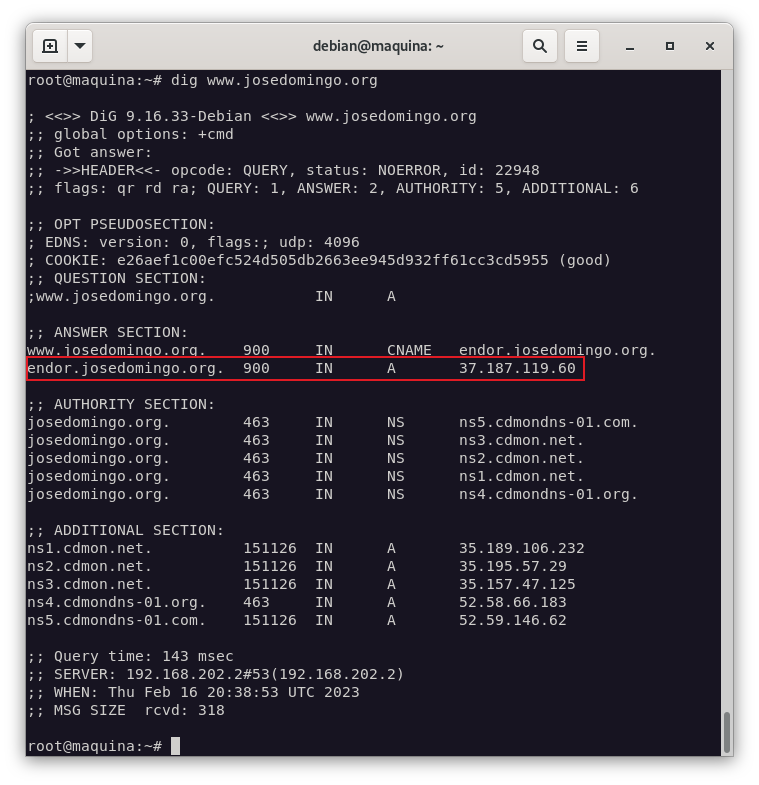 debian@maquina: ~
root@maquina:~# dig www.josedomingo.org
; <<>> DiG 9.16.33-Debian <<>> www.josedomingo.org
;; global options: +cmd
;; Got answer:
;; ->>HEADER<<- opcode: QUERY, status: NOERROR, id: 22948
;; flags: qr rd ra; QUERY: 1, ANSWER: 2, AUTHORITY: 5, ADDITIONAL: 6
;; OPT PSEUDOSECTION:
; EDNS: version: 0, flags:; udp: 4096
; COOKIE: e26aef1c00efc524d505db2663ee945d932ff61cc3cd5955 (good)
;; QUESTION SECTION:
;www.josedomingo.org. IN A
;; ANSWER SECTION:
www.josedomingo.org. 900 IN CNAME endor.josedomingo.org.
endor.josedomingo.org. 900 IN A 37.187.119.60
;; AUTHORITY SECTION:
josedomingo.org. 463 IN NS ns5.cdmondns-01.com.
josedomingo.org. 463 IN NS ns3.cdmon.net.
josedomingo.org. 463 IN NS ns2.cdmon.net.
josedomingo.org. 463 IN NS ns1.cdmon.net.
josedomingo.org. 463 IN NS ns4.cdmondns-01.org.
;; ADDITIONAL SECTION:
ns1.cdmon.net. 151126 IN A 35.189.106.232
ns2.cdmon.net. 151126 IN A 35.195.57.29
ns3.cdmon.net. 151126 IN A 35.157.47.125
ns4.cdmondns-01.org. 463 IN A 52.58.66.183
ns5.cdmondns-01.com. 151126 IN A 52.59.146.62
;; Query time: 143 msec
;; SERVER: 192.168.202.2#53(192.168.202.2)
;; WHEN: Thu Feb 16 20:38:53 UTC 2023
;; MSG SIZE  rcvd: 318
root@maquina:~#